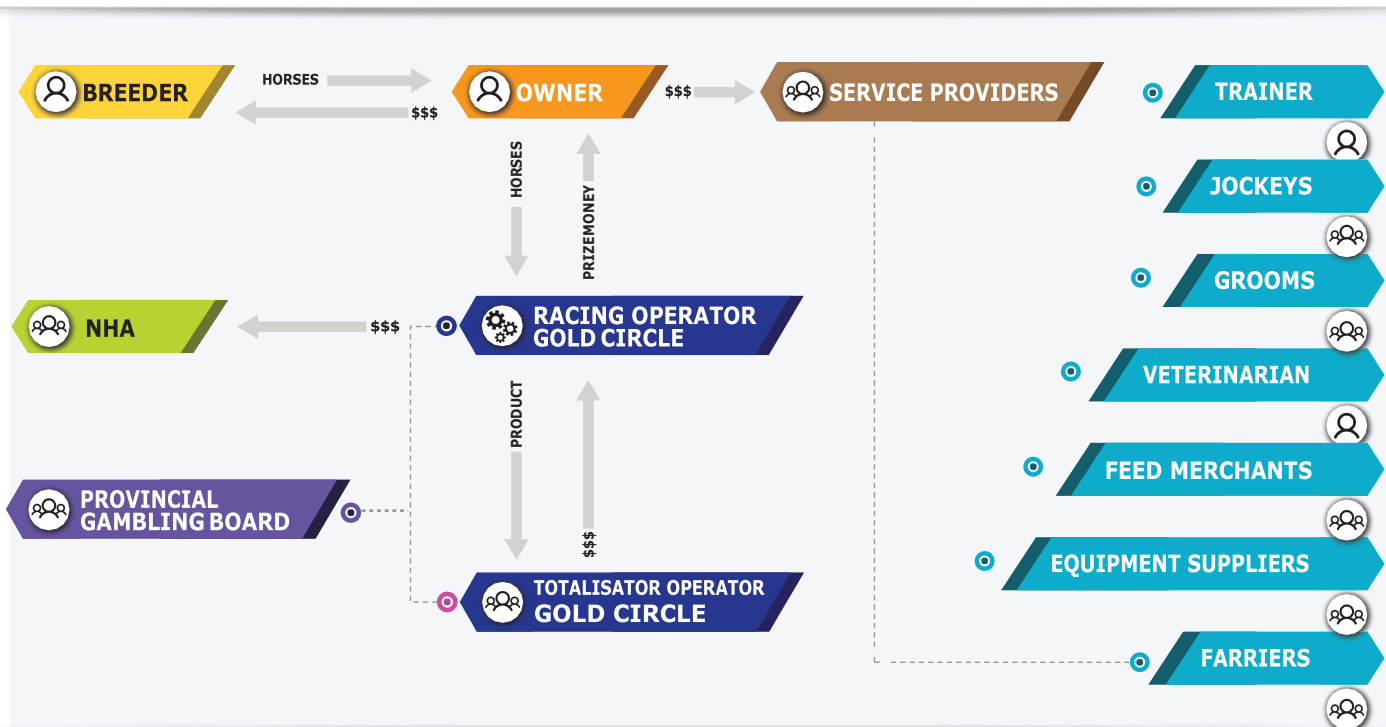 BREEDER
HORSES
$$$
OWNER
$$$
SERVICE PROVIDERS
TRAINER
JOCKEYS
GROOMS
VETERINARIAN
FEED MERCHANTS
EQUIPMENT SUPPLIERS
FARRIERS
HORSES
PRIZEMONEY
NHA
$$$
RACING OPERATOR
GOLD CIRCLE
PRODUCT
$$$
PROVINCIAL
GAMBLING BOARD
TOTALISATOR OPERATOR
GOLD CIRCLE